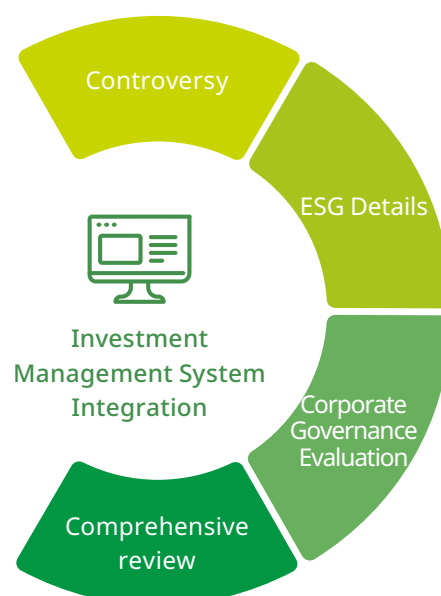 Controversy
ESG Details
Investment
Management System
Integration
Corporate
Governance
Evaluation
Comprehensive
review